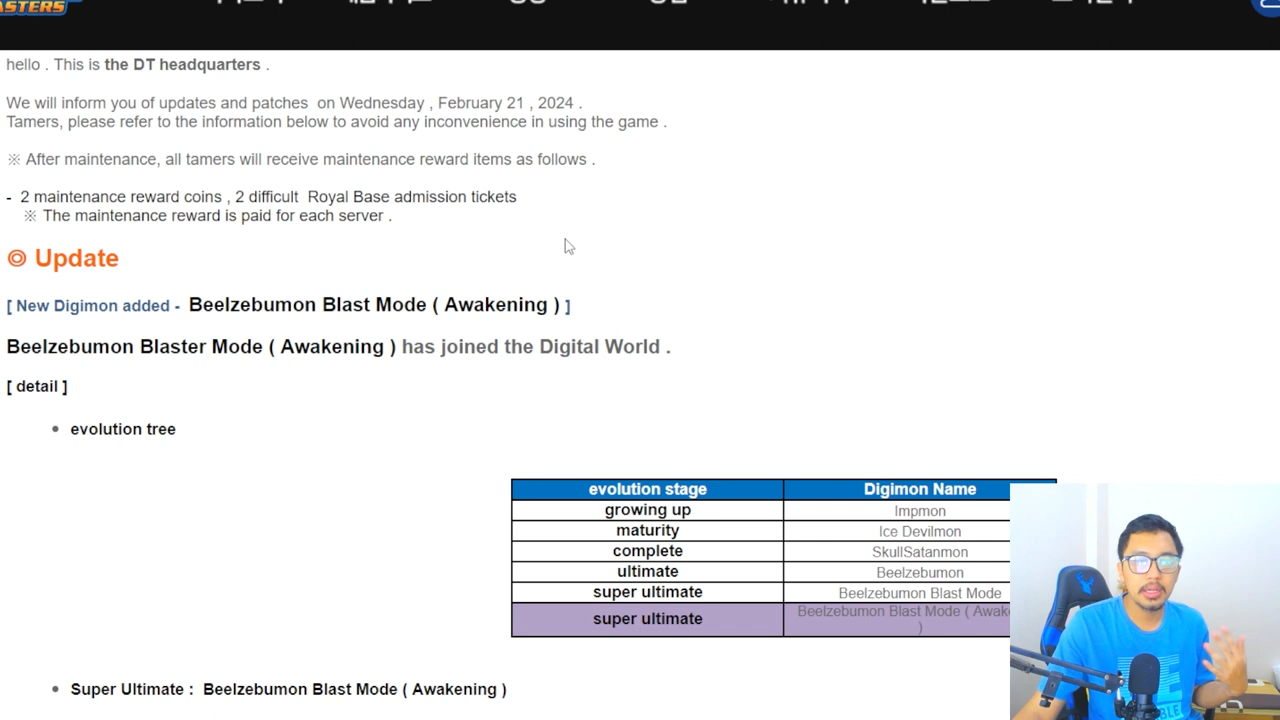 ASTERS
hello . This is the DT headquarters .
We will inform you of updates and patches on Wednesday , February 21 , 2024 .
Tamers, please refer to the information below to avoid any inconvenience in using the game .
※ After maintenance, all tamers will receive maintenance reward items as follows .
- 2 maintenance reward coins , 2 difficult Royal Base admission tickets
※ The maintenance reward is paid for each server .
◎ Update
[ New Digimon added - Beelzebumon Blast Mode ( Awakening ) ]
Beelzebumon Blaster Mode ( Awakening ) has joined the Digital World .
[ detail ]
• evolution tree
evolution stage Digimon Name
growing up Impmon
maturity Ice Devilmon
complete SkullSatanmon
ultimate Beelzebumon
super ultimate Beelzebumon Blast Mode
super ultimate Beelzebumon Blast Mode ( Awak
)
• Super Ultimate : Beelzebumon Blast Mode ( Awakening )